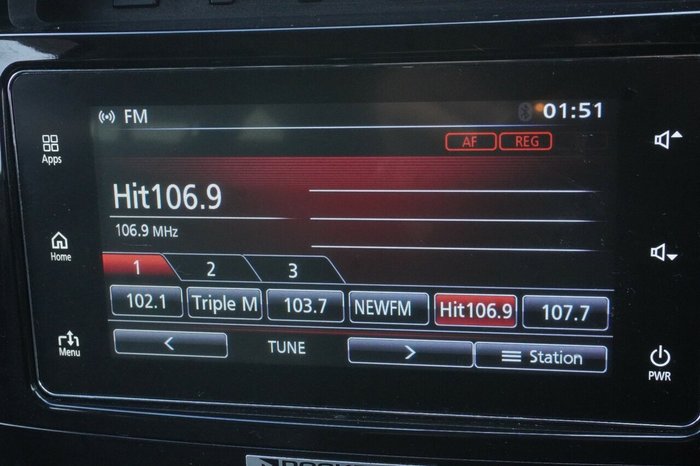 FM
01:51
AF REG
Apps
Hit106.9
106.9 MHz
Home
1 2 3
102.1 Triple M 103.7 NEWFM Hit106.9 107.7
Menu
< TUNE > Station
PWR